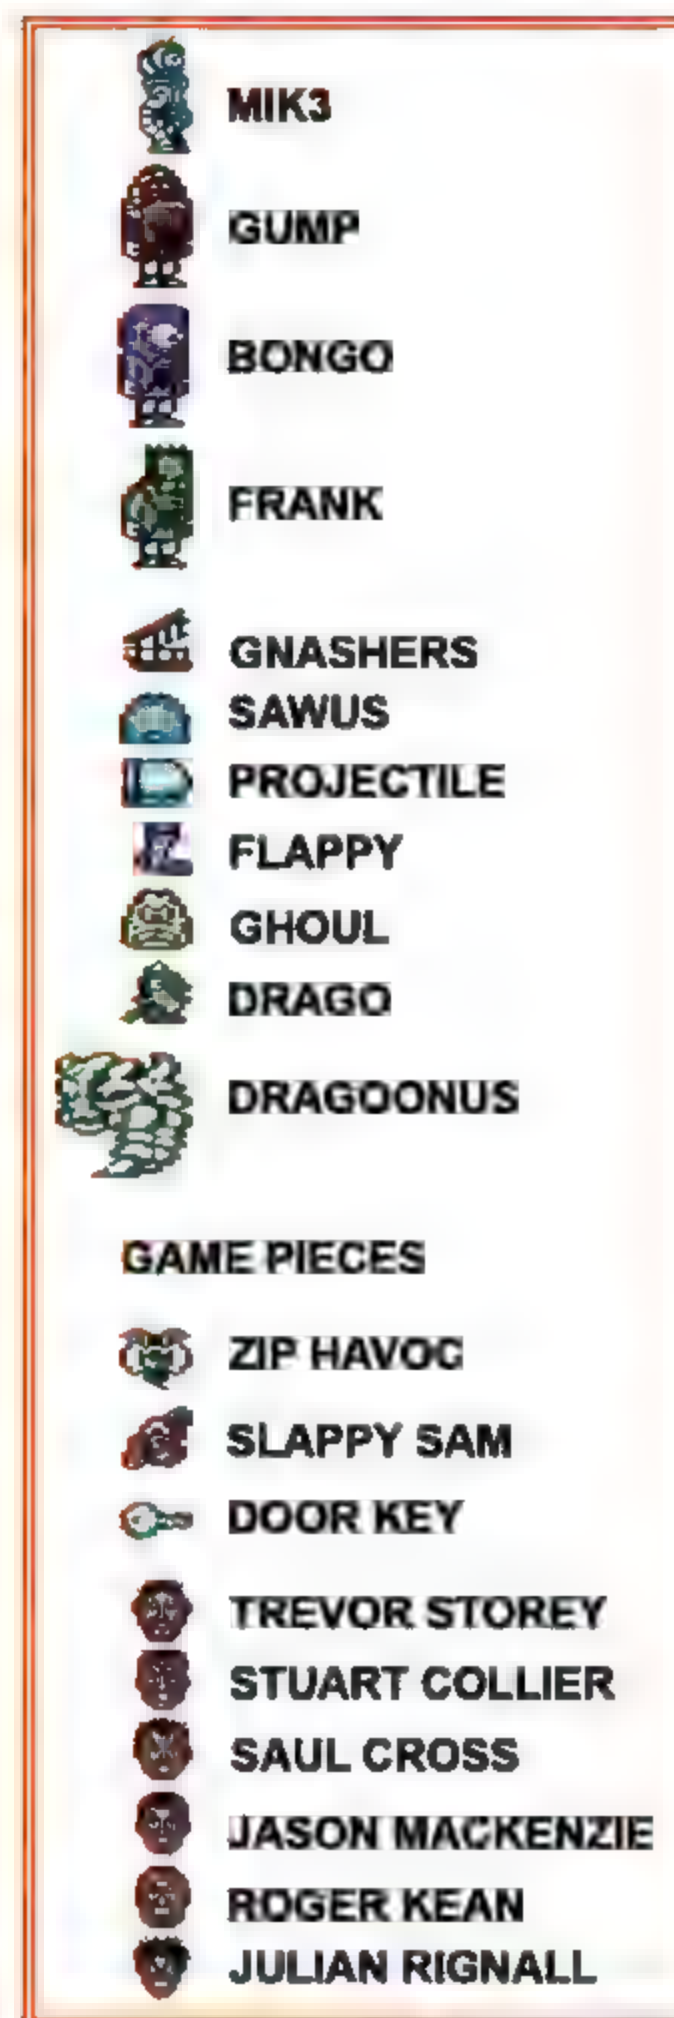 MIK3
GUMP
BONGO
FRANK
GNASHERS
SAWUS
PROJECTILE
FLAPPY
GHOUL
DRAGO
DRAGOONUS
GAME PIECES
ZIP HAVOC
SLAPPY SAM
DOOR KEY
TREVOR STOREY
STUART COLLIER
SAUL CROSS
JASON MACKENZIE
ROGER KEAN
JULIAN RIGNALL